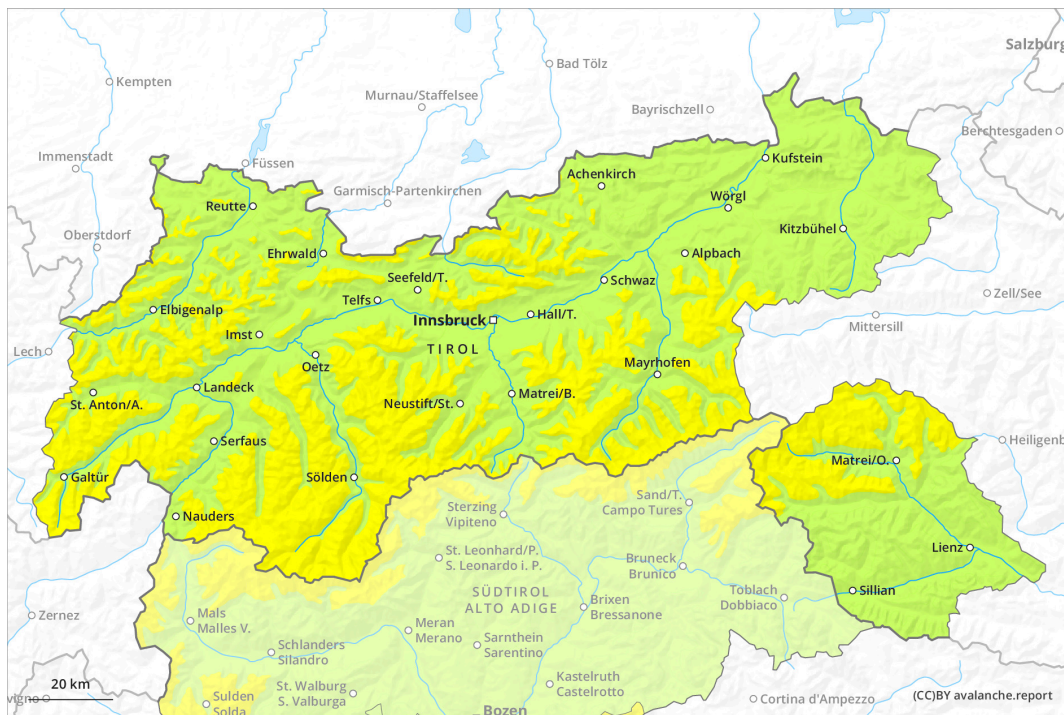 Salzburg
Kempten
Bad Tölz
Murnau/Staffelsee
Bayrischzell
Berchtesgaden
Immenstadt
Füssen
Kufstein
Achenkirch
Garmisch-Partenkirchen
Reutte
Wörgl
Oberstdorf
Kitzbühel
Ehrwald
Alpbach
Seefeld/T.
Schwaz
Zell/See
Telfs
Elbigenalp
Innsbruck
Hall/T.
Mittersill
Imst
Lech
TIROL
Oetz
Mayrhofen
Landeck
St. Anton/A.
Neustift/St.
Matrei/B.
Serfaus
Heiligenb
Matrei/O.
Galtür
Sölden
Sand/T.
Campo Tures
Sterzing
Vipiteno
Nauders
Lienz
St. Leonhard/P.
S. Leonardo i. P.
Bruneck
Brunico
SÜDTIROL
ALTO ADIGE
Toblach
Dobbiaco
Sillian
Zernez
Mals
Malles V.
Brixen
Bressanone
Meran
Merano
Schlanders
Silandro
Sarnthein
Sarentino
20 km
St. Walburg
S. Valburga
Kastelruth
Castelrotto
vigno
Sulden
Solda
Cortina d'Ampezzo
(CC)BY avalanche.report
Bozen